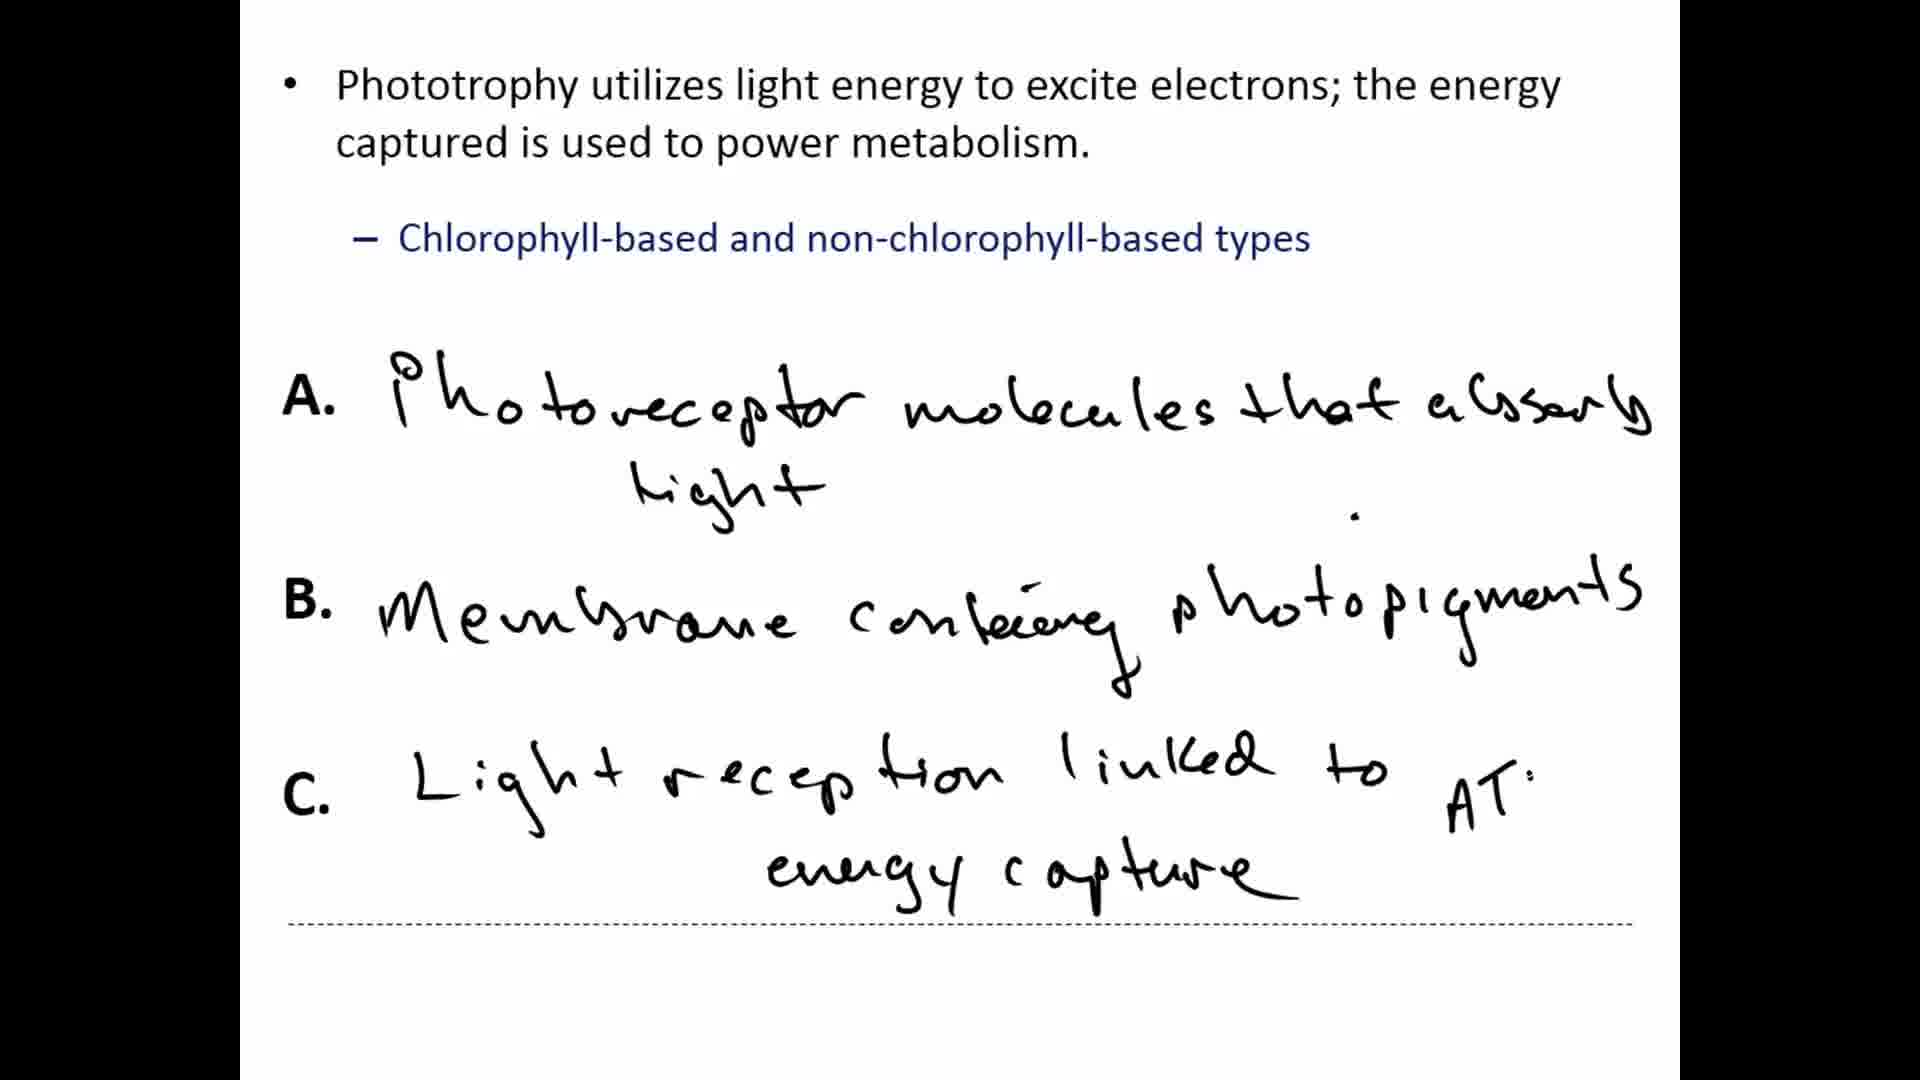 • Phototrophy utilizes light energy to excite electrons; the energy
captured is used to power metabolism.
– Chlorophyll-based and non-chlorophyll-based types
A. Photoreceptor molecules that absorb
light
B. Membrane containing photopigments
C. Light reception linked to AT
energy capture